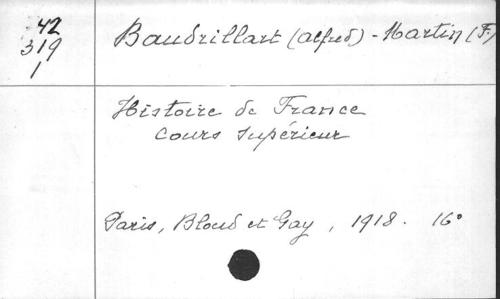 42
319
1
Baudrillart (Alfred) - Martin (F.)
Histoire de France
Cours supérieur
Paris, Bloud et Gay, 1918. 16°